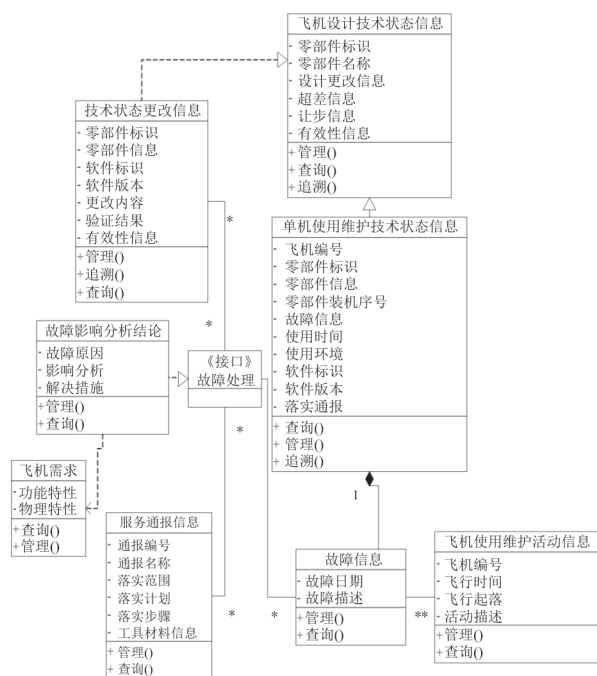 飞机设计技术状态信息
- 零部件标识
- 零部件名称
- 设计更改信息
- 超差信息
- 让步信息
- 有效性信息
+管理()
+查询()
+追溯()
技术状态更改信息
- 零部件标识
- 零部件信息
- 软件标识
- 软件版本
- 更改内容
- 验证结果
- 有效性信息
+管理()
+追溯()
+查询()
*
*
单机使用维护技术状态信息
- 飞机编号
- 零部件标识
- 零部件信息
- 零部件装机序号
- 故障信息
- 使用时间
- 使用环境
- 软件标识
- 软件版本
- 落实通报
+ 查询()
+ 管理()
+ 追溯()
故障影响分析结论
- 故障原因
- 影响分析
- 解决措施
+管理()
+查询()
《接口》
故障处理
*
飞机需求
-功能特性
-物理特性
+查询()
+管理()
服务通报信息
- 通报编号
- 通报名称
- 落实范围
- 落实计划
- 落实步骤
- 工具材料信息
+ 管理()
+ 查询()
*
1
故障信息
- 故障日期
- 故障描述
+管理()
+查询()
*
**
飞机使用维护活动信息
- 飞机编号
- 飞行时间
- 飞行起落
- 活动描述
+管理()
+查询()